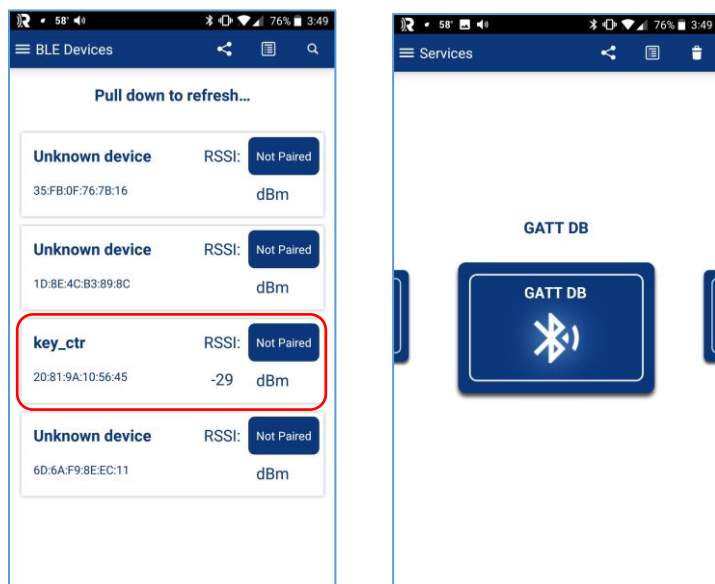 58° 76% 3:49
BLE Devices
Pull down to refresh...
Unknown device RSSI: Not Paired
35:FB:0F:76:7B:16 dBm
Unknown device RSSI: Not Paired
1D:8E:4C:B3:89:8C dBm
key_ctr RSSI: Not Paired
20:81:9A:10:56:45 -29 dBm
Unknown device RSSI: Not Paired
6D:6A:F9:8E:EC:11 dBm
58° 76% 3:49
Services
GATT DB
GATT DB